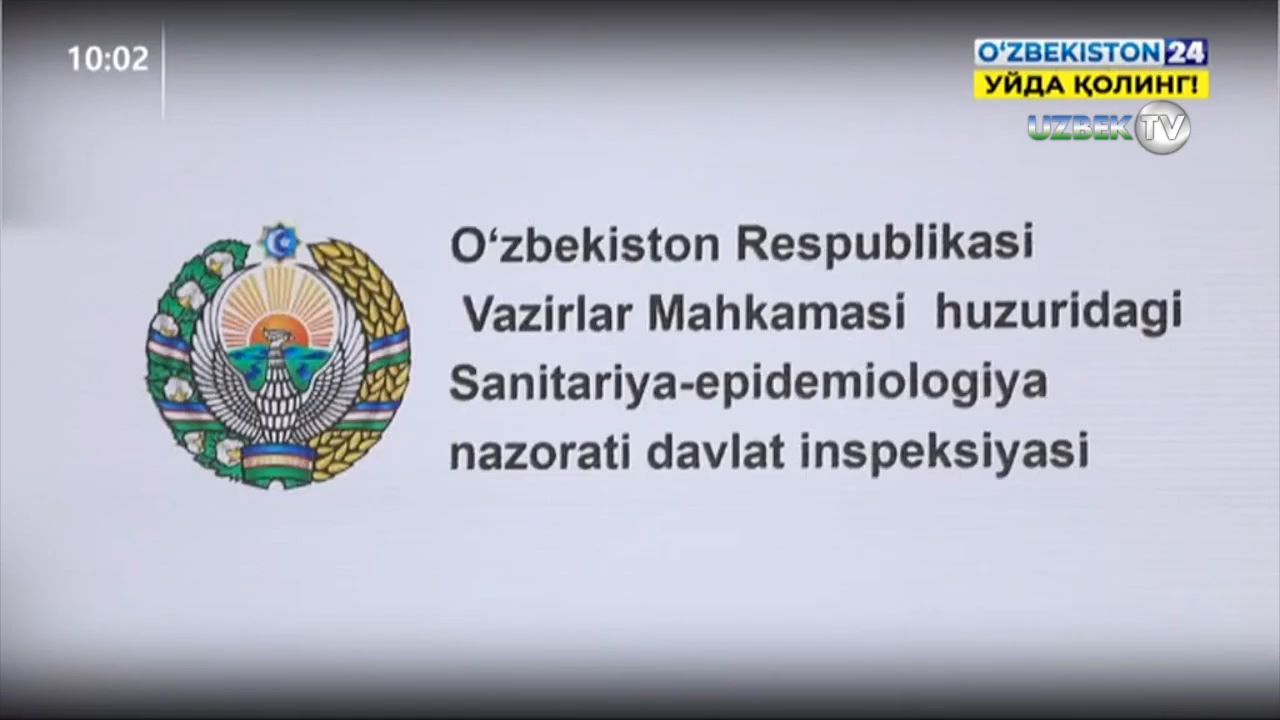 10:02
O‘ZBEKISTON 24
УЙДА ҚОЛИНГ!
UZBEK TV
O‘zbekiston Respublikasi
Vazirlar Mahkamasi huzuridagi
Sanitariya-epidemiologiya
nazorati davlat inspeksiyasi